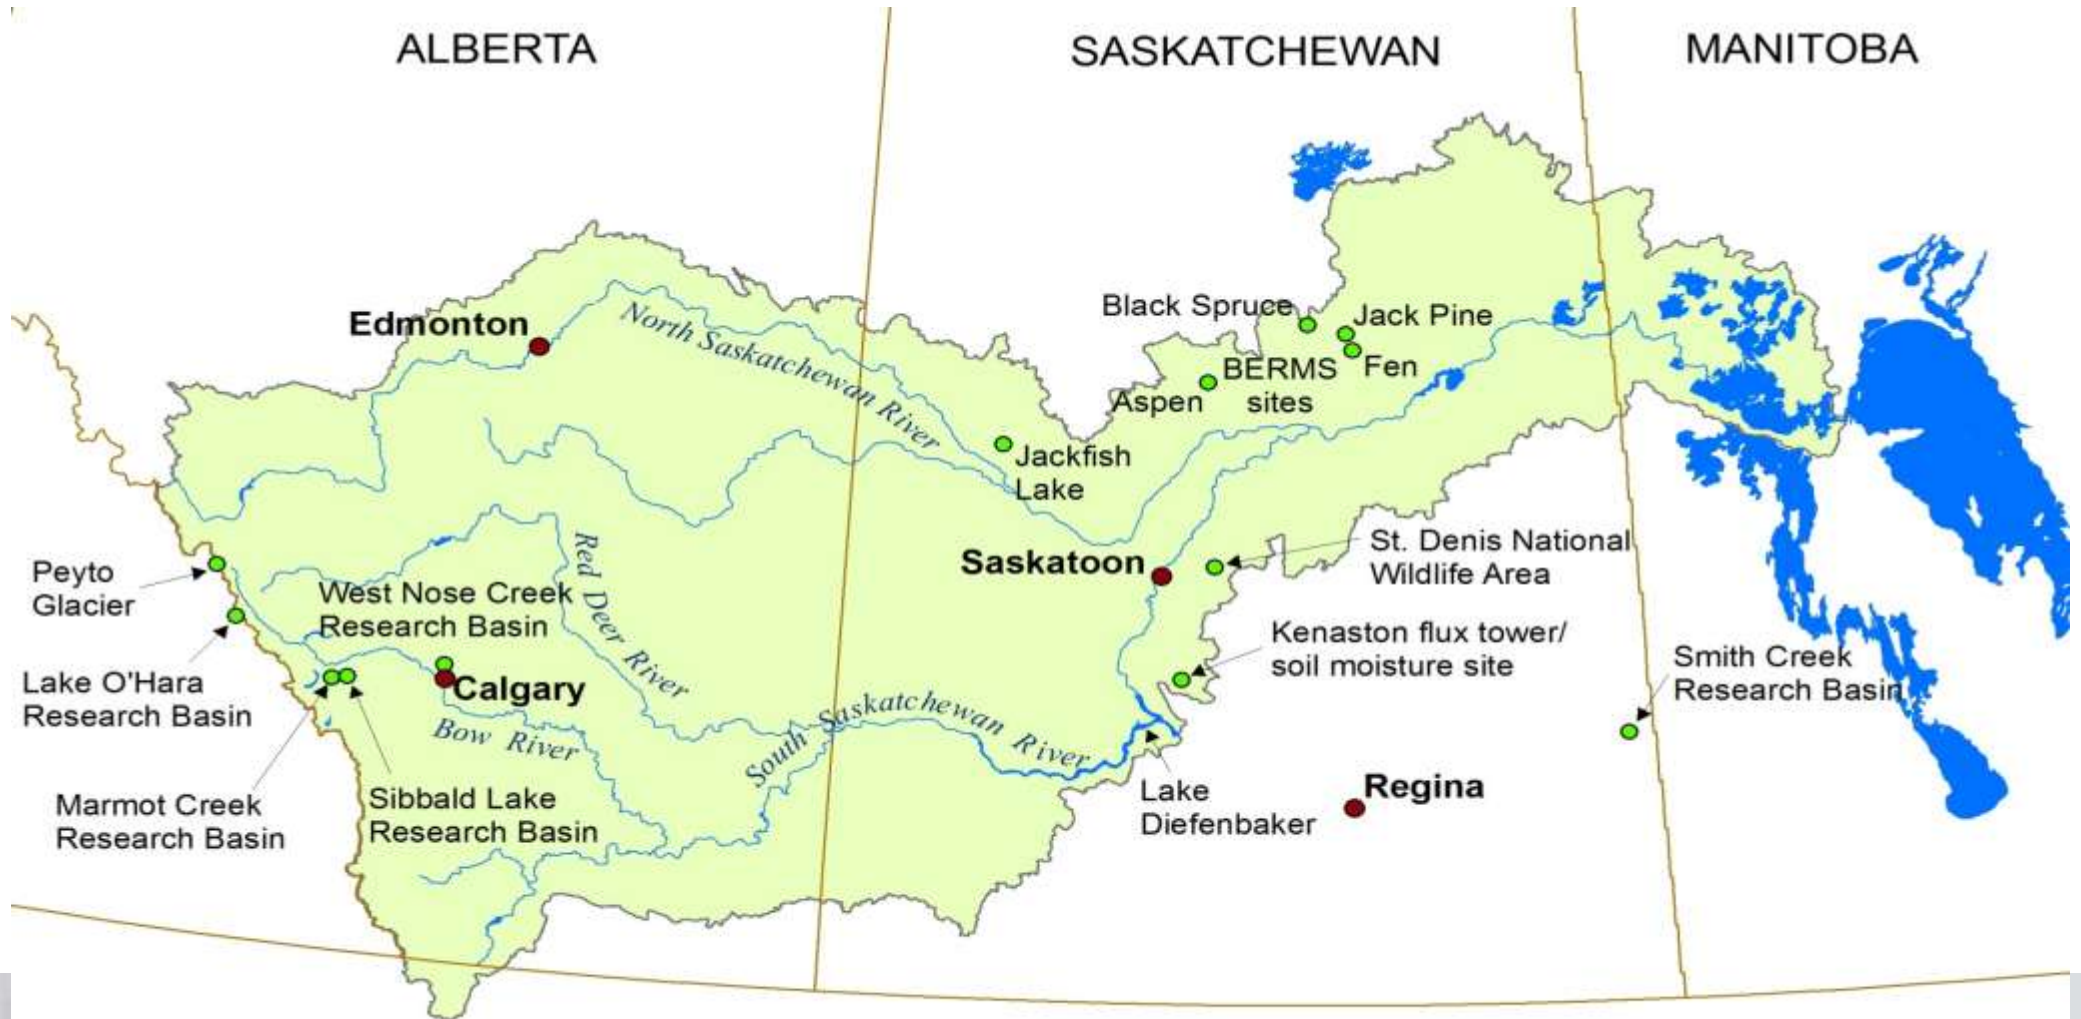 ALBERTA
SASKATCHEWAN
MANITOBA
Edmonton
North Saskatchewan River
Black Spruce
Jack Pine
BERMS
sites
Fen
Aspen
Jackfish
Lake
Peyto
Glacier
West Nose Creek
Research Basin
Red Deer River
Saskatoon
St. Denis National
Wildlife Area
Kenaston flux tower/
soil moisture site
Smith Creek
Research Basin
Lake O'Hara
Research Basin
Calgary
Bow River
South Saskatchewan River
Marmot Creek
Research Basin
Sibbald Lake
Research Basin
Lake
Diefenbaker
Regina